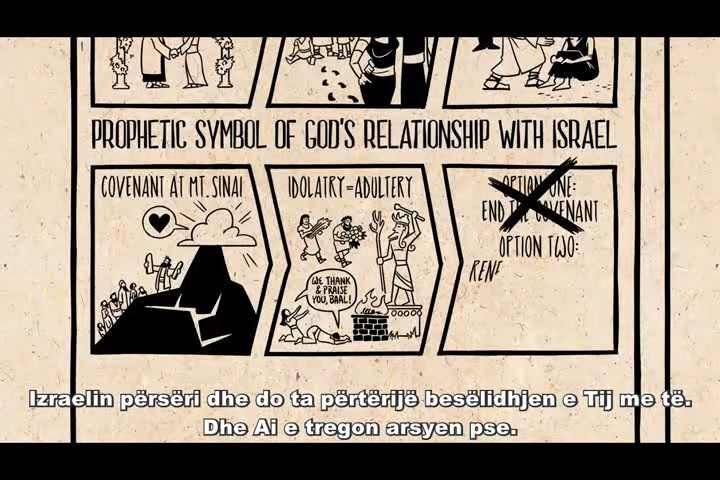 PROPHETIC SYMBOL OF GOD'S RELATIONSHIP WITH ISRAEL
COVENANT AT MT. SINAI
IDOLATRY=ADULTERY
WE THANK
& PRAISE
YOU, BAAL!
OPTION ONE:
END THE COVENANT
OPTION TWO:
RENE
Izraelin përsëri dhe do ta përtërijë besëlidhjen e Tij me të.
Dhe Ai e tregon arsyen pse.